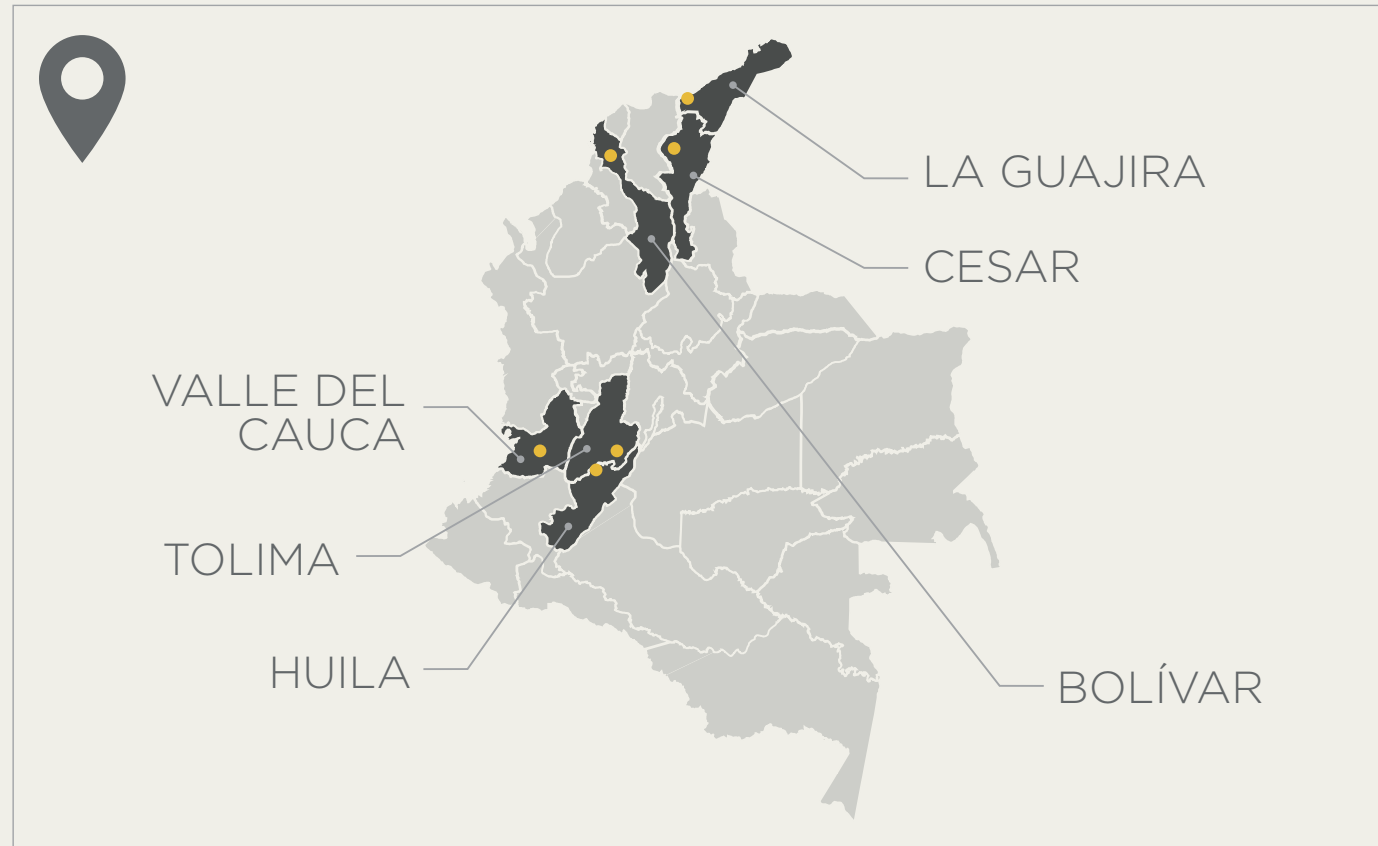 LA GUAJIRA
CESAR
VALLE DEL
CAUCA
TOLIMA
HUILA
BOLÍVAR